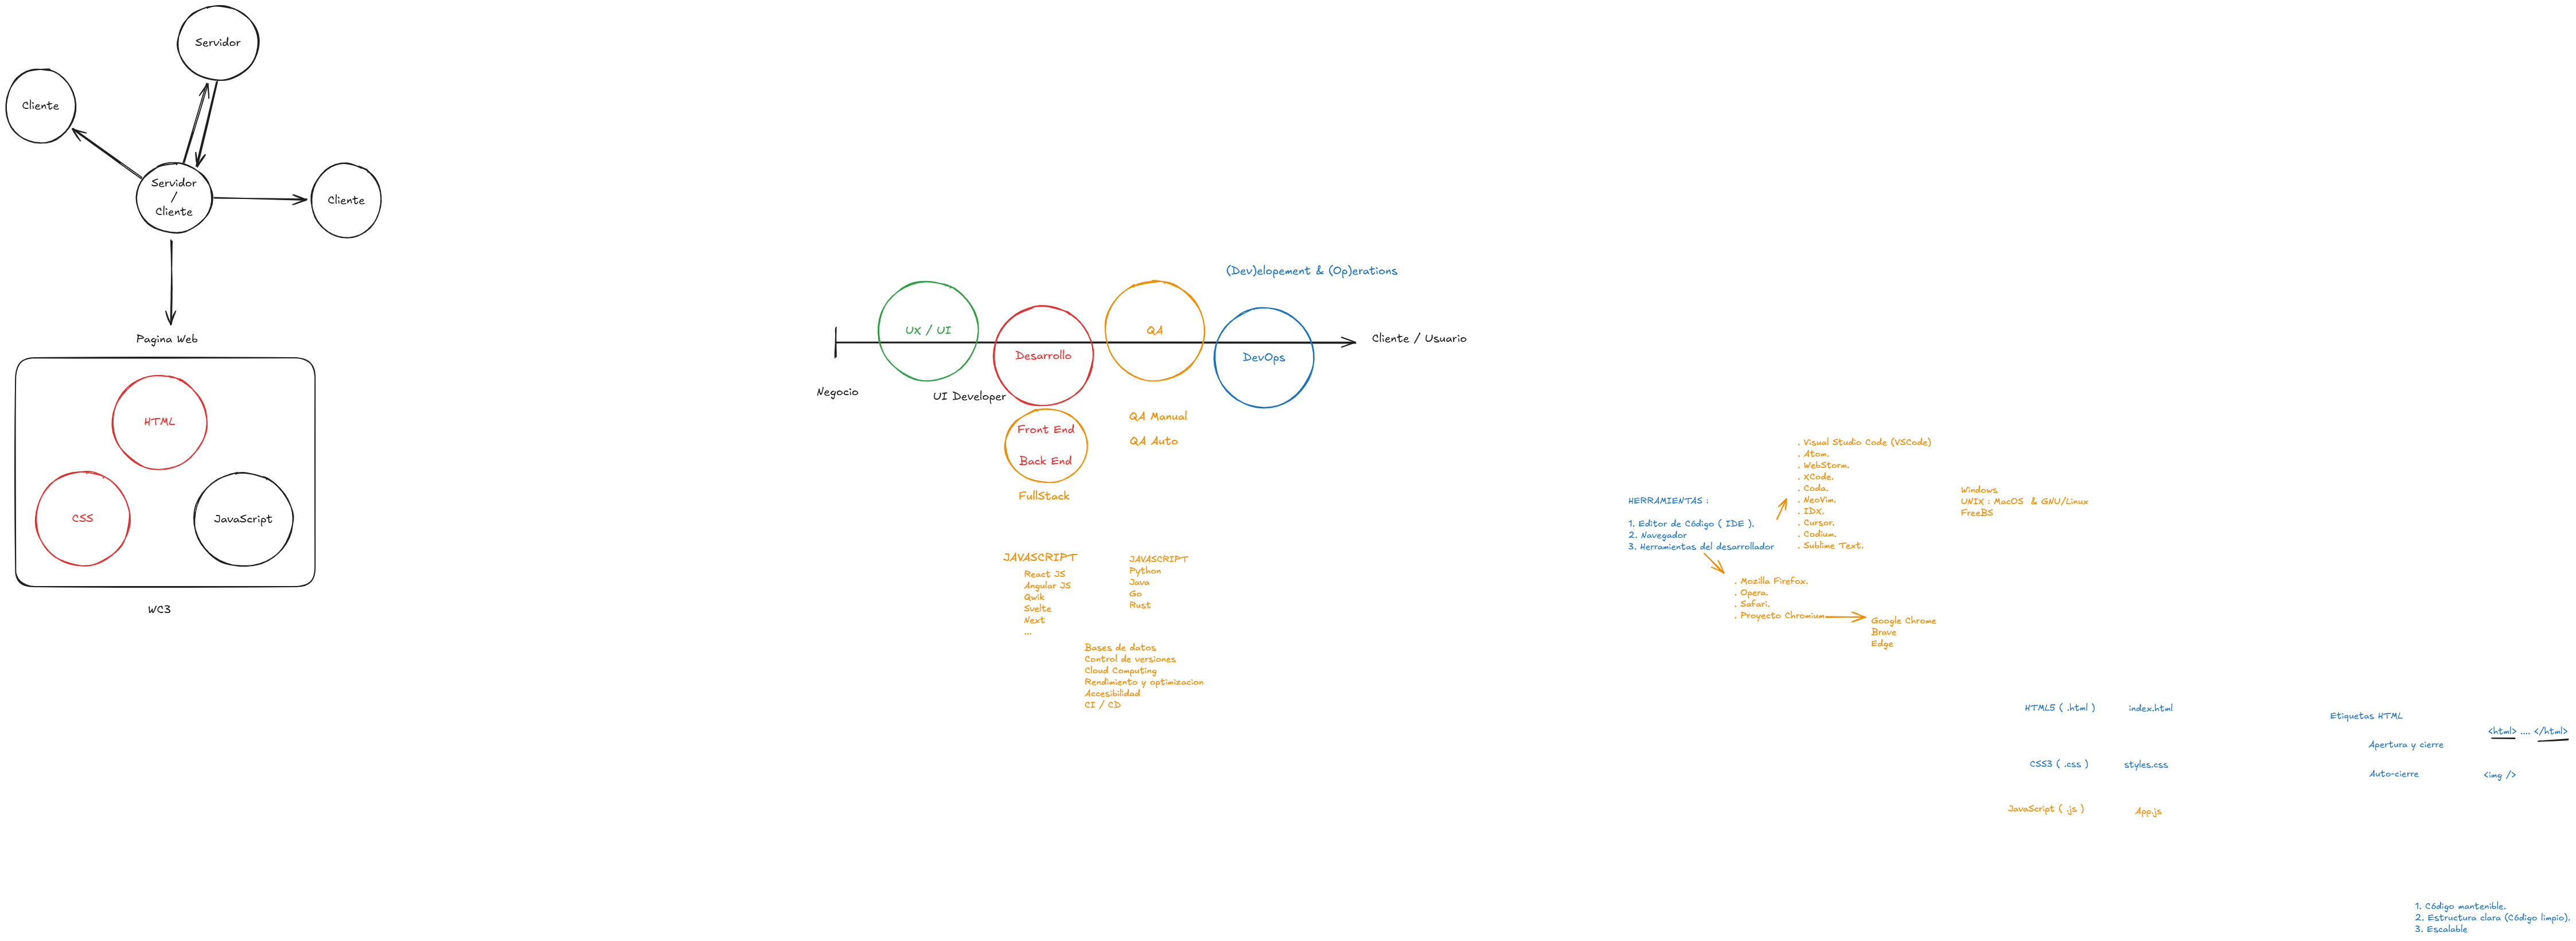 Servidor
Cliente
Servidor
/
Cliente
Cliente
Pagina Web
HTML
CSS
JavaScript
WC3
(Dev)elopement & (Op)erations
UX / UI
Desarrollo
QA
DevOps
Cliente / Usuario
Negocio
UI Developer
Front End
Back End
FullStack
QA Manual
QA Auto
JAVASCRIPT
React JS
Angular JS
Qwik
Svelte
Next
...
JAVASCRIPT
Python
Java
Go
Rust
Bases de datos
Control de versiones
Cloud Computing
Rendimiento y optimizacion
Accesibilidad
CI / CD
HERRAMIENTAS :
1. Editor de Código ( IDE ).
2. Navegador
3. Herramientas del desarrollador
. Visual Studio Code (VSCode)
. Atom.
. WebStorm.
. XCode.
. Coda.
. NeoVim.
. IDX.
. Cursor.
. Codium.
. Sublime Text.
Windows
UNIX : MacOS & GNU/Linux
FreeBS
. Mozilla Firefox.
. Opera.
. Safari.
. Proyecto Chromium
Google Chrome
Brave
Edge
HTML5 ( .html )
index.html
CSS3 ( .css )
styles.css
JavaScript ( .js )
App.js
Etiquetas HTML
Apertura y cierre
<html> .... </html>
Auto-cierre
<img />
1. Código mantenible.
2. Estructura clara (Código limpio).
3. Escalable